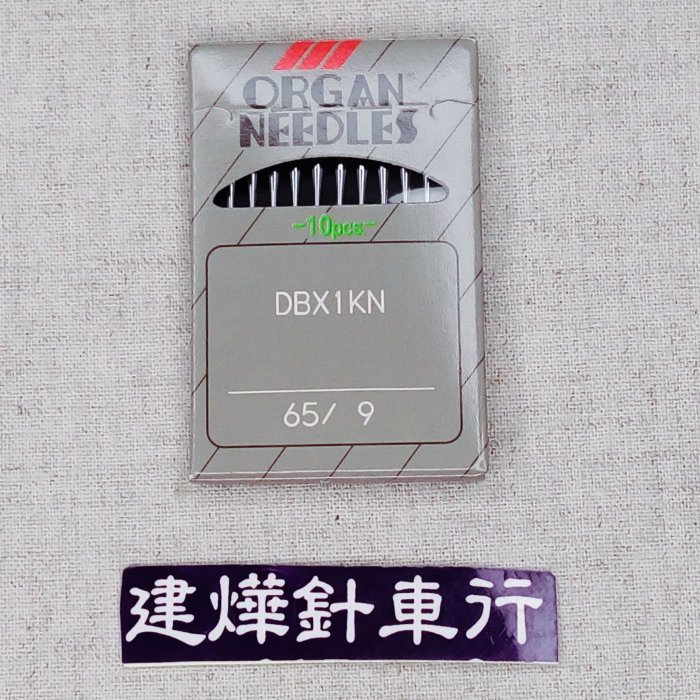 ORGAN®
NEEDLES
-10pcs-
DBX1KN
65/ 9
建燁針車行